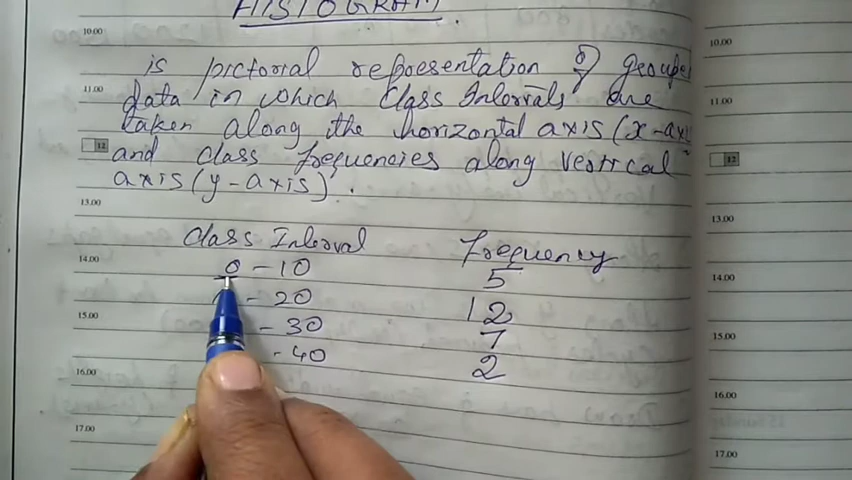 HISTOGRAM.
10.00
is pictorial representation of grouped
11.00
data in which class Intervals are
taken along the horizontal axis (x-axi
12
and class frequencies along vertical
axis (y-axis).
13.00
Class Interval Frequency
14.00
0 - 10 5
- 20 12
15.00
- 30 7
- 40 2
16.00
17.00
10.00
11.00
12
13.00
14.00
15.00
16.00
17.00